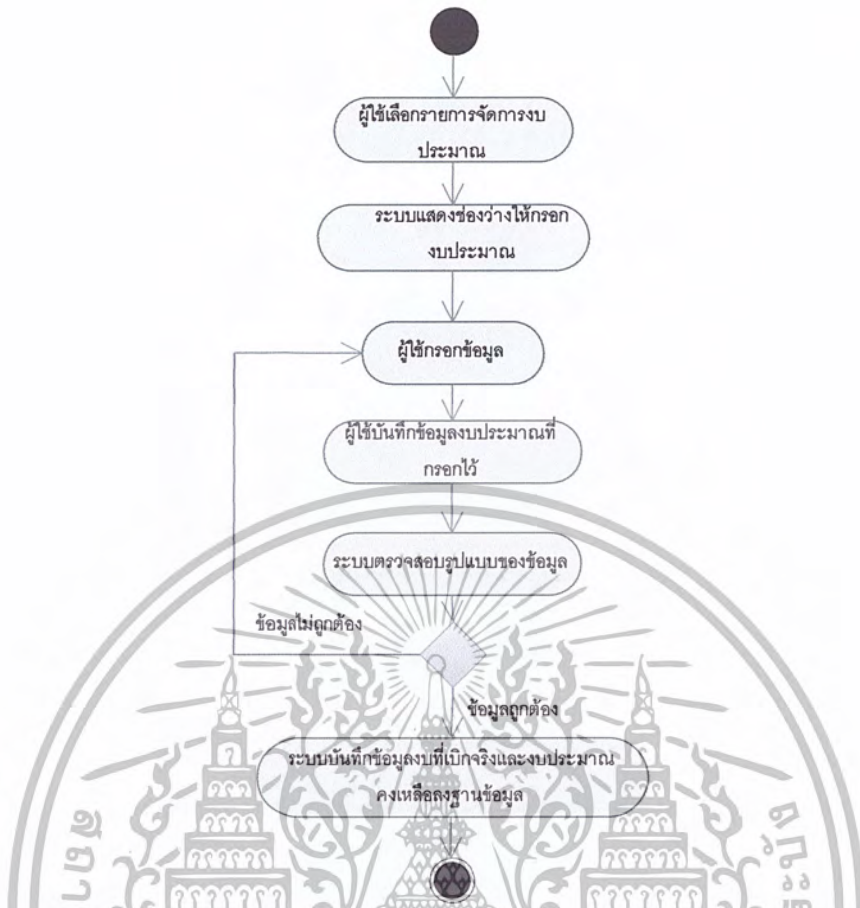 ผู้ใช้เลือกรายการจัดการงบ
ประมาณ
ระบบแสดงช่องว่างให้กรอก
งบประมาณ
ผู้ใช้กรอกข้อมูล
ผู้ใช้บันทึกข้อมูลงบประมาณที่
กรอกไว้
ระบบตรวจสอบรูปแบบของข้อมูล
ข้อมูลไม่ถูกต้อง
ข้อมูลถูกต้อง
ระบบบันทึกข้อมูลงบที่เบิกจริงและงบประมาณ
คงเหลือลงฐานข้อมูล